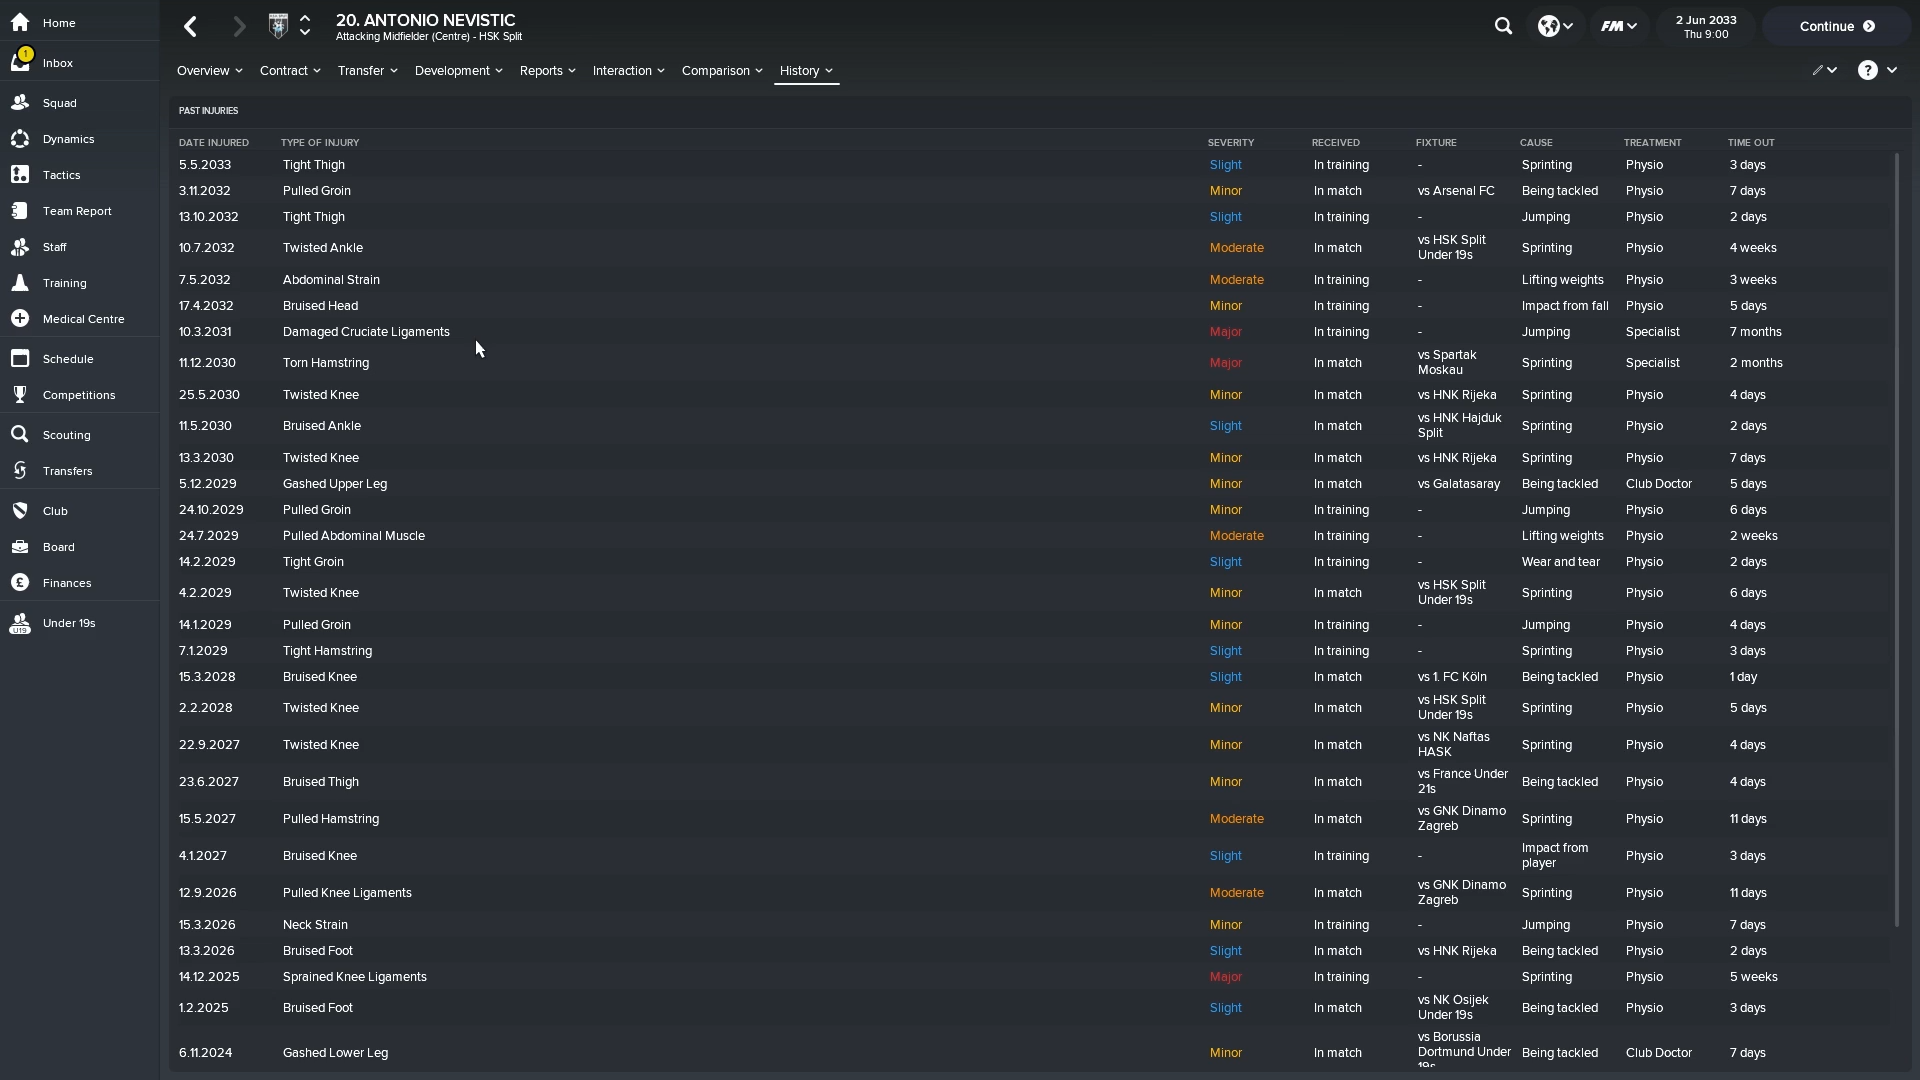 Home
1
Inbox
Squad
Dynamics
Tactics
Team Report
Staff
Training
Medical Centre
Schedule
Competitions
Scouting
Transfers
Club
Board
Finances
U19
Under 19s
20. ANTONIO NEVISTIC
Attacking Midfielder (Centre) - HSK Split
FM
2 Jun 2033
Thu 9:00
Continue
Overview Contract Transfer Development Reports Interaction Comparison History
?
PAST INJURIES
DATE INJURED TYPE OF INJURY SEVERITY RECEIVED FIXTURE CAUSE TREATMENT TIME OUT
5.5.2033 Tight Thigh Slight In training - Sprinting Physio 3 days
3.11.2032 Pulled Groin Minor In match vs Arsenal FC Being tackled Physio 7 days
13.10.2032 Tight Thigh Slight In training - Jumping Physio 2 days
10.7.2032 Twisted Ankle Moderate In match vs HSK Split
Under 19s Sprinting Physio 4 weeks
7.5.2032 Abdominal Strain Moderate In training - Lifting weights Physio 3 weeks
17.4.2032 Bruised Head Minor In training - Impact from fall Physio 5 days
10.3.2031 Damaged Cruciate Ligaments Major In training - Jumping Specialist 7 months
11.12.2030 Torn Hamstring Major In match vs Spartak
Moskau Sprinting Specialist 2 months
25.5.2030 Twisted Knee Minor In match vs HNK Rijeka Sprinting Physio 4 days
11.5.2030 Bruised Ankle Slight In match vs HNK Hajduk
Split Sprinting Physio 2 days
13.3.2030 Twisted Knee Minor In match vs HNK Rijeka Sprinting Physio 7 days
5.12.2029 Gashed Upper Leg Minor In match vs Galatasaray Being tackled Club Doctor 5 days
24.10.2029 Pulled Groin Minor In training - Jumping Physio 6 days
24.7.2029 Pulled Abdominal Muscle Moderate In training - Lifting weights Physio 2 weeks
14.2.2029 Tight Groin Slight In training - Wear and tear Physio 2 days
4.2.2029 Twisted Knee Minor In match vs HSK Split
Under 19s Sprinting Physio 6 days
14.1.2029 Pulled Groin Minor In training - Jumping Physio 4 days
7.1.2029 Tight Hamstring Slight In training - Sprinting Physio 3 days
15.3.2028 Bruised Knee Slight In match vs 1. FC Köln Being tackled Physio 1 day
2.2.2028 Twisted Knee Minor In match vs HSK Split
Under 19s Sprinting Physio 5 days
22.9.2027 Twisted Knee Minor In match vs NK Naftas
HASK Sprinting Physio 4 days
23.6.2027 Bruised Thigh Minor In match vs France Under
21s Being tackled Physio 4 days
15.5.2027 Pulled Hamstring Moderate In match vs GNK Dinamo
Zagreb Sprinting Physio 11 days
4.1.2027 Bruised Knee Slight In training - Impact from
player Physio 3 days
12.9.2026 Pulled Knee Ligaments Moderate In match vs GNK Dinamo
Zagreb Sprinting Physio 11 days
15.3.2026 Neck Strain Minor In training - Jumping Physio 7 days
13.3.2026 Bruised Foot Slight In match vs HNK Rijeka Being tackled Physio 2 days
14.12.2025 Sprained Knee Ligaments Major In training - Sprinting Physio 5 weeks
1.2.2025 Bruised Foot Slight In match vs NK Osijek
Under 19s Being tackled Physio 3 days
6.11.2024 Gashed Lower Leg Minor In match vs Borussia
Dortmund Under
19s Being tackled Club Doctor 7 days